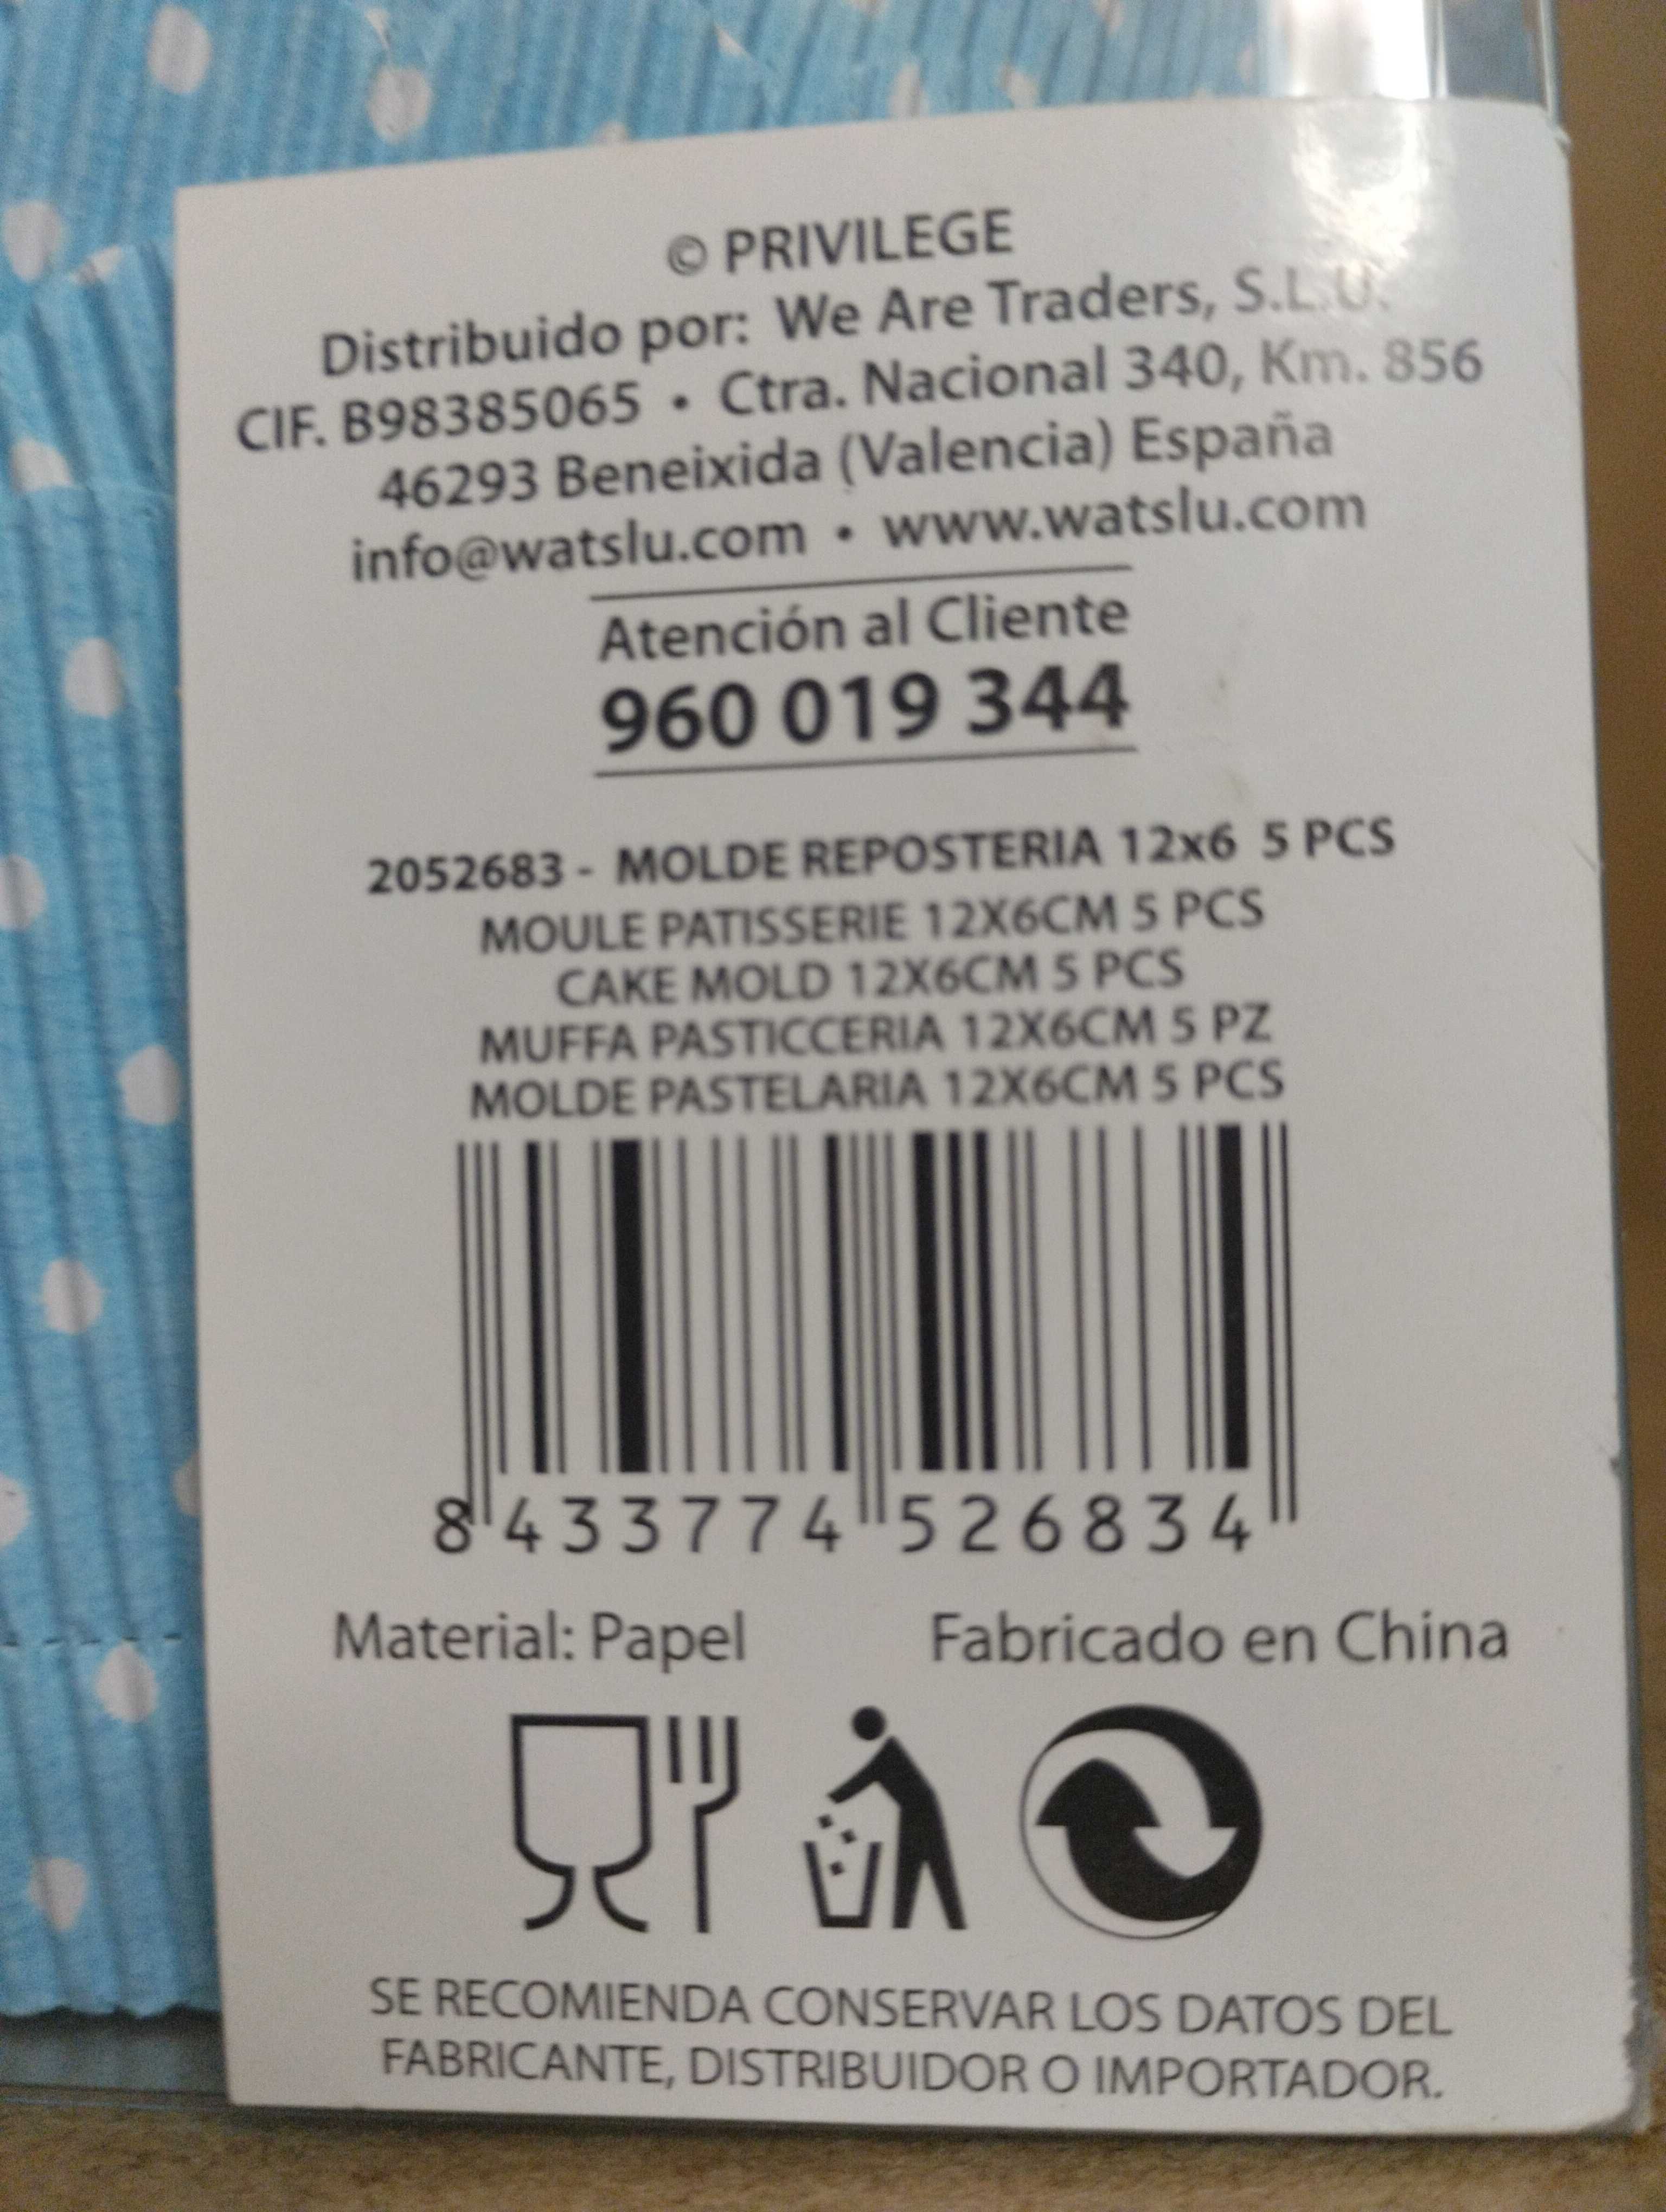 © PRIVILEGE
Distribuido por: We Are Traders, S.L.U.
CIF. B98385065 • Ctra. Nacional 340, Km. 856
46293 Beneixida (Valencia) España
info@watslu.com • www.watslu.com
Atención al Cliente
960 019 344
2052683 - MOLDE REPOSTERIA 12x6 5 PCS
MOULE PATISSERIE 12X6CM 5 PCS
CAKE MOLD 12X6CM 5 PCS
MUFFA PASTICCERIA 12X6CM 5 PZ
MOLDE PASTELARIA 12X6CM 5 PCS
8 433774 526834
Material: Papel Fabricado en China
SE RECOMIENDA CONSERVAR LOS DATOS DEL
FABRICANTE, DISTRIBUIDOR O IMPORTADOR.